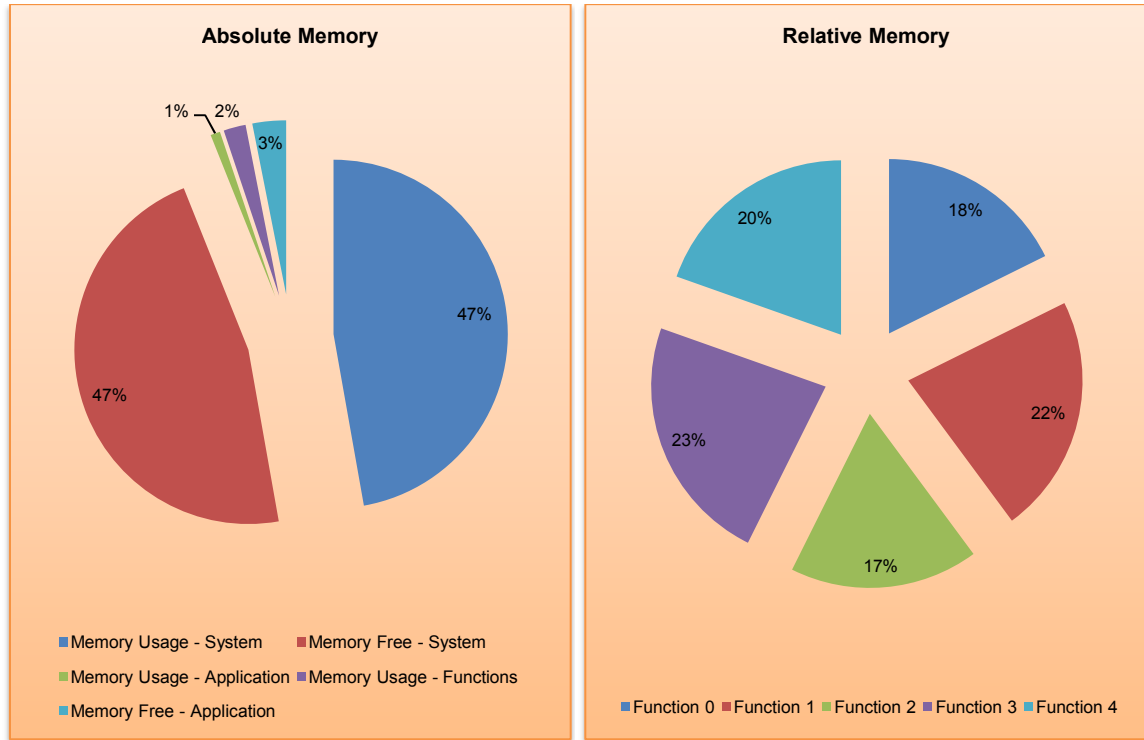 Absolute Memory
1% 2%
3%
47%
47%
Memory Usage - System Memory Free - System
Memory Usage - Application Memory Usage - Functions
Memory Free - Application
Relative Memory
18%
20%
22%
23%
17%
Function 0 Function 1 Function 2 Function 3 Function 4